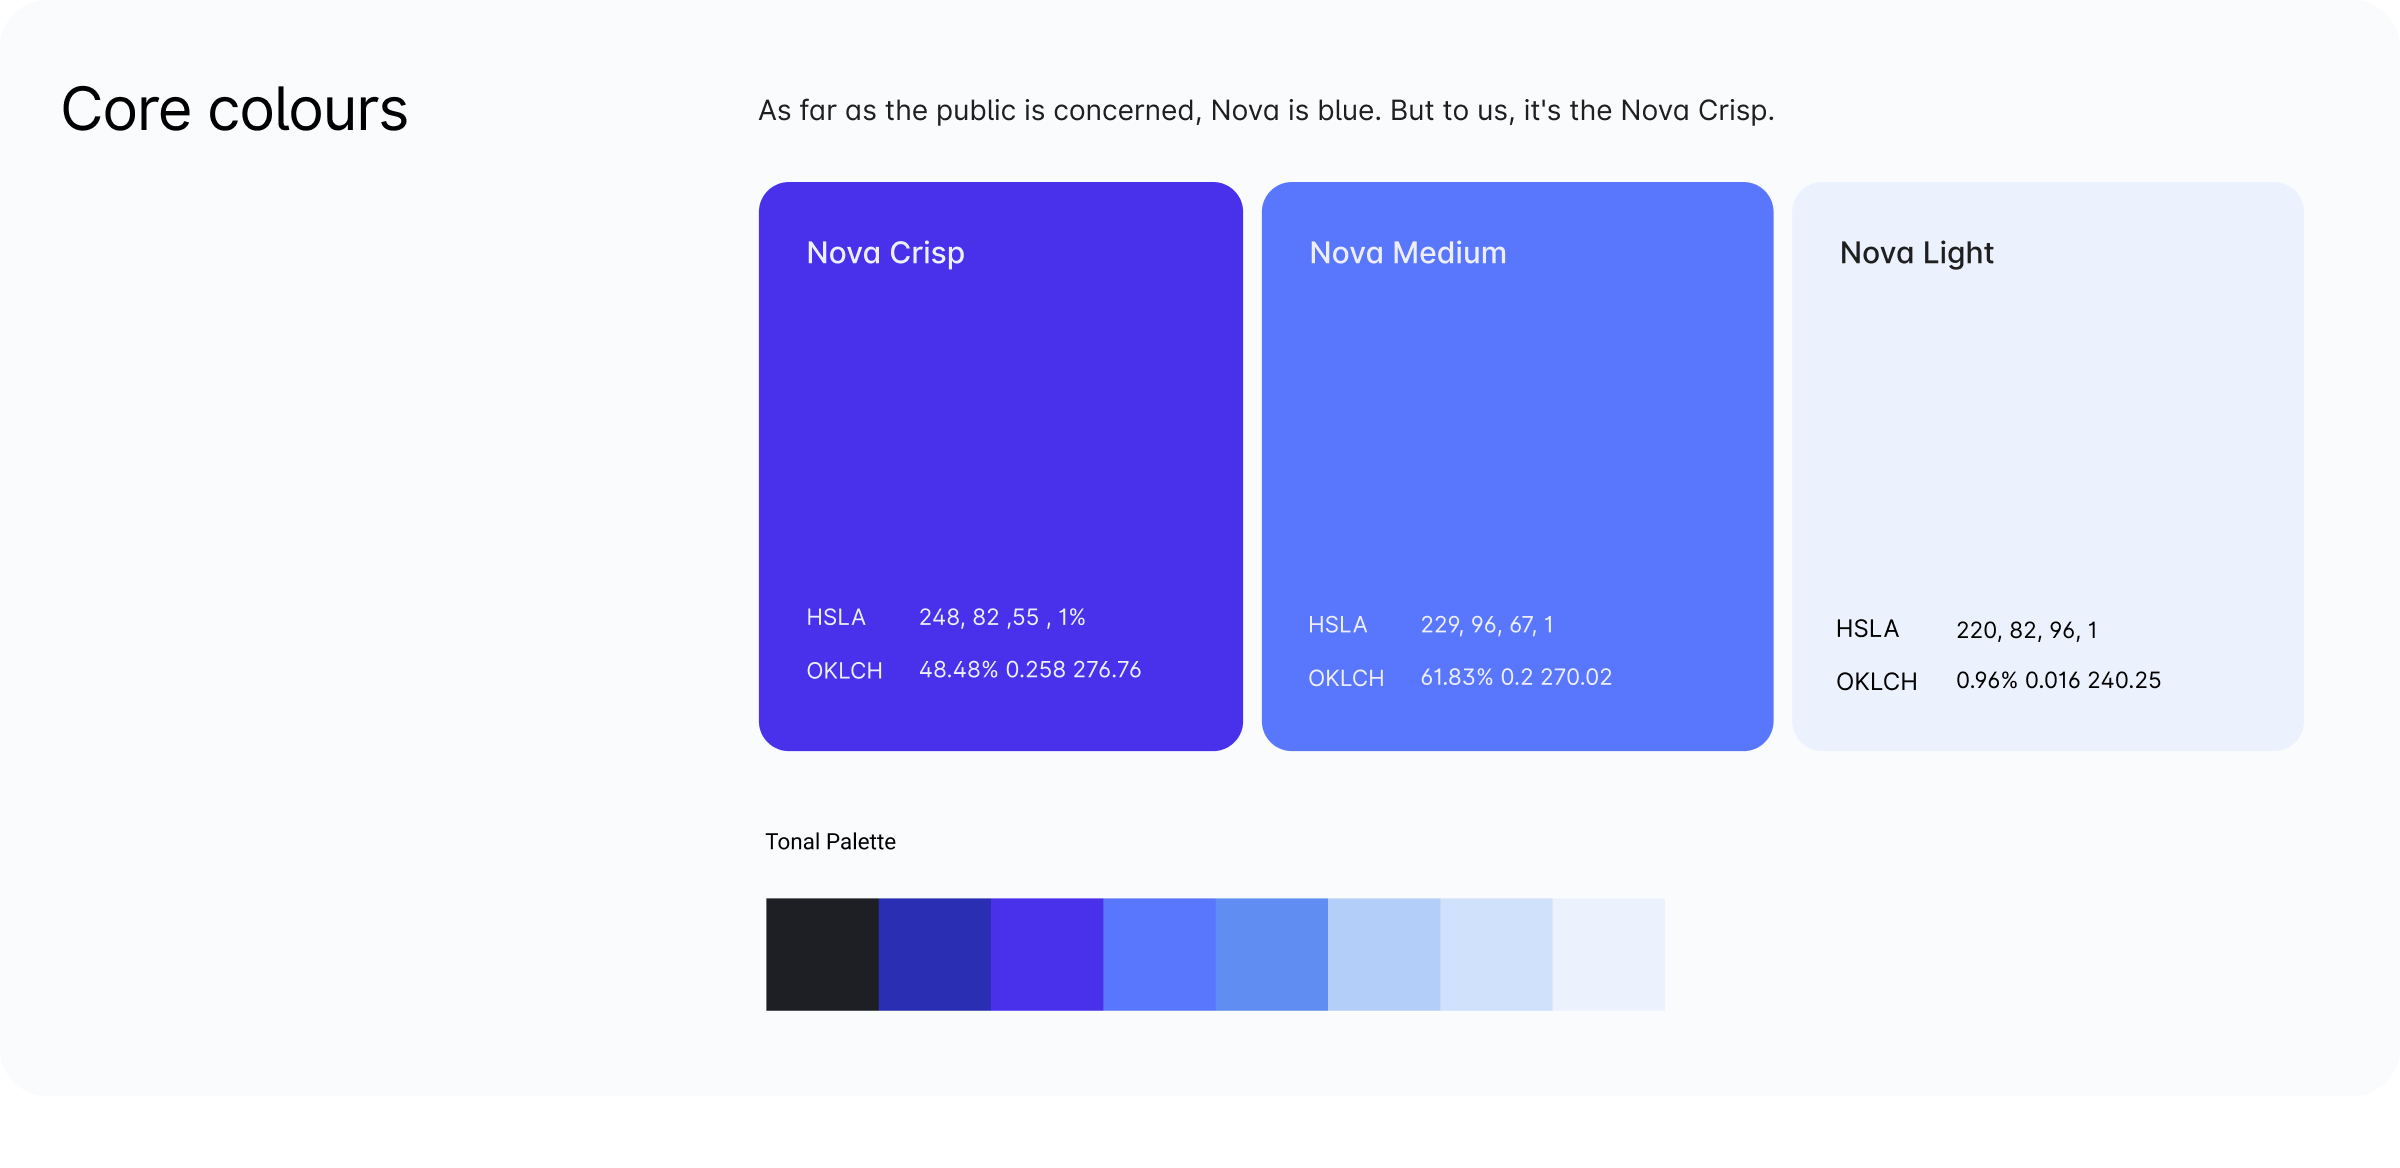 Core colours
As far as the public is concerned, Nova is blue. But to us, it's the Nova Crisp.
Nova Crisp
HSLA 248, 82 ,55 , 1%
OKLCH 48.48% 0.258 276.76
Nova Medium
HSLA 229, 96, 67, 1
OKLCH 61.83% 0.2 270.02
Nova Light
HSLA 220, 82, 96, 1
OKLCH 0.96% 0.016 240.25
Tonal Palette